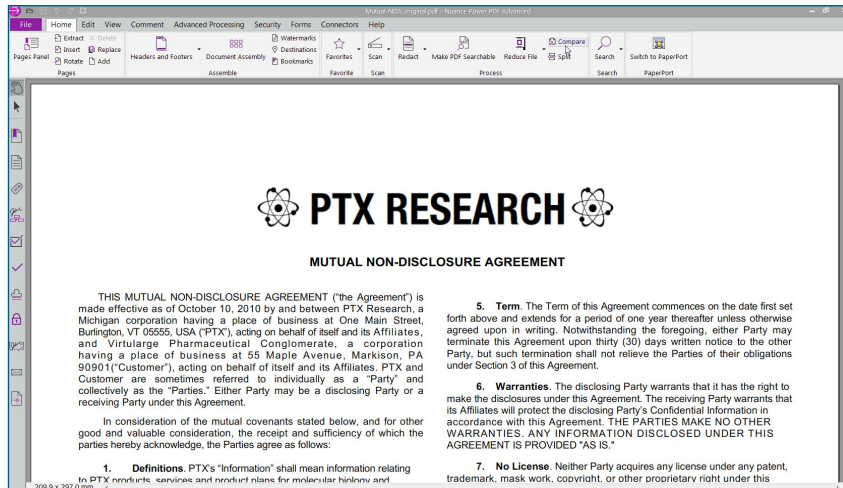 Mutual-NDA_original.pdf - Nuance Power PDF Advanced
File Home Edit View Comment Advanced Processing Security Forms Connectors Help
Pages Panel
Extract Delete
Insert Replace
Rotate Add
Pages
Headers and Footers
Document Assembly
Watermarks
Destinations
Bookmarks
Assemble
Favorites
Favorite
Scan
Scan
Redact
Make PDF Searchable
Reduce File
Compare
Split
Process
Search
Search
Switch to PaperPort
PaperPort
PTX RESEARCH
MUTUAL NON-DISCLOSURE AGREEMENT
THIS MUTUAL NON-DISCLOSURE AGREEMENT ("the Agreement") is
made effective as of October 10, 2010 by and between PTX Research, a
Michigan corporation having a place of business at One Main Street,
Burlington, VT 05555, USA ("PTX"), acting on behalf of itself and its Affiliates,
and Virtularge Pharmaceutical Conglomerate, a corporation
having a place of business at 55 Maple Avenue, Markison, PA
90901("Customer"), acting on behalf of itself and its Affiliates. PTX and
Customer are sometimes referred to individually as a "Party" and
collectively as the "Parties." Either Party may be a disclosing Party or a
receiving Party under this Agreement.
In consideration of the mutual covenants stated below, and for other
good and valuable consideration, the receipt and sufficiency of which the
parties hereby acknowledge, the Parties agree as follows:
1. Definitions. PTX's "Information" shall mean information relating
to PTX products, services and product plans for molecular biology and
5. Term. The Term of this Agreement commences on the date first set
forth above and extends for a period of one year thereafter unless otherwise
agreed upon in writing. Notwithstanding the foregoing, either Party may
terminate this Agreement upon thirty (30) days written notice to the other
Party, but such termination shall not relieve the Parties of their obligations
under Section 3 of this Agreement.
6. Warranties. The disclosing Party warrants that it has the right to
make the disclosures under this Agreement. The receiving Party warrants that
its Affiliates will protect the disclosing Party's Confidential Information in
accordance with this Agreement. THE PARTIES MAKE NO OTHER
WARRANTIES. ANY INFORMATION DISCLOSED UNDER THIS
AGREEMENT IS PROVIDED "AS IS."
7. No License. Neither Party acquires any license under any patent,
trademark, mask work, copyright, or other proprietary right under this
209.9 x 297.0 mm